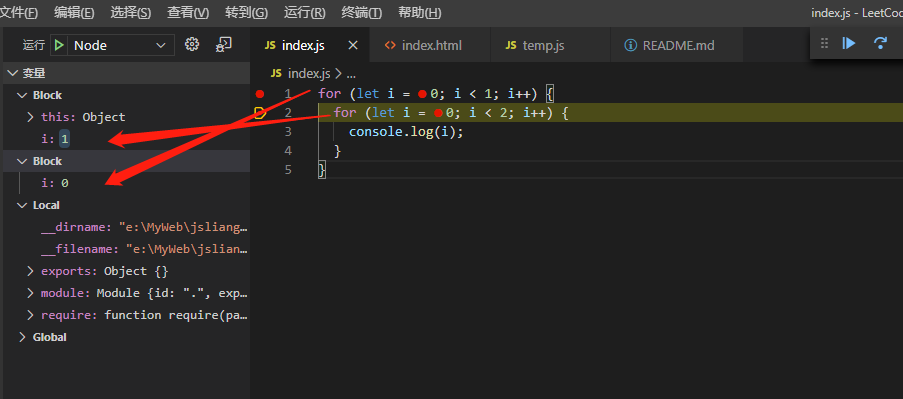 文件(F) 编辑(E) 选择(S) 查看(V) 转到(G) 运行(R) 终端(T) 帮助(H) index.js - LeetCoc
运行 Node JS index.js <> index.html JS temp.js README.md
变量
JS index.js > ...
Block
this: Object
i: 1
Block
i: 0
Local
__dirname: "e:\MyWeb\jsliang…
__filename: "e:\MyWeb\jslian…
exports: Object {}
module: Module {id: ".", exp…
require: function require(pa…
Global
1 for (let i = 0; i < 1; i++) {
2 for (let i = 0; i < 2; i++) {
3 console.log(i);
4 }
5 }